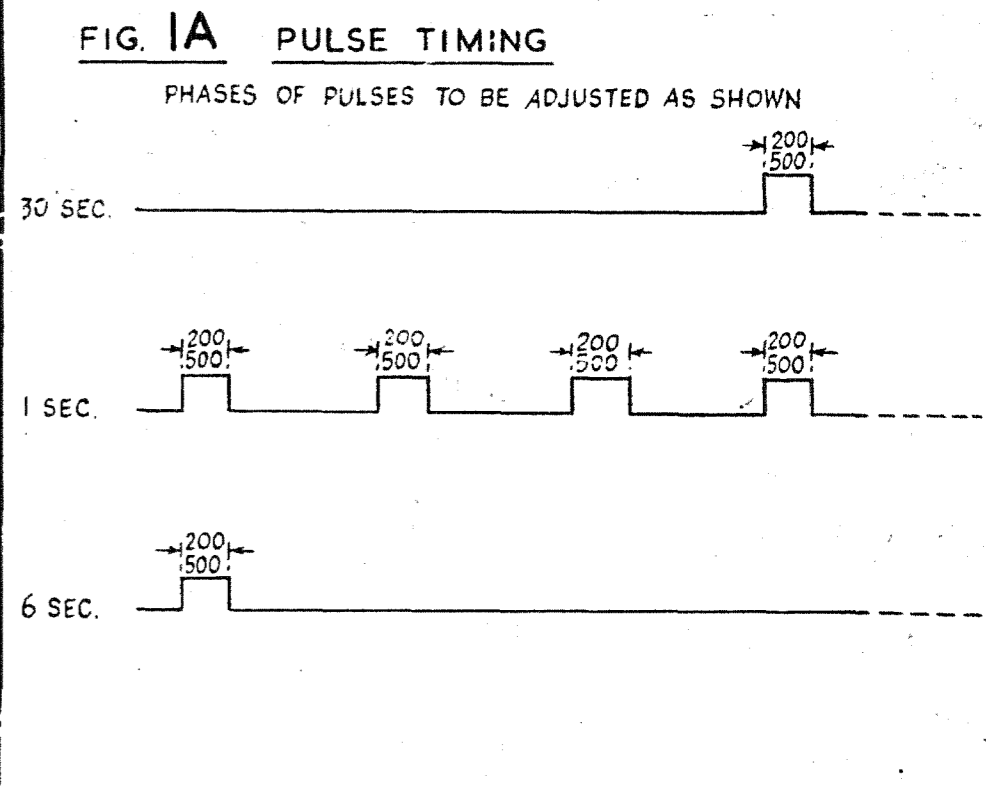 FIG. 1A PULSE TIMING
PHASES OF PULSES TO BE ADJUSTED AS SHOWN
200
500
30 SEC.
200 200 200 200
500 500 500 500
1 SEC.
200
500
6 SEC.